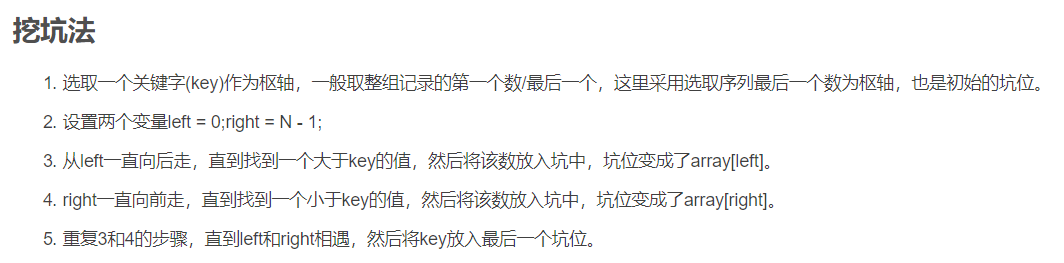 挖坑法
1. 选取一个关键字(key)作为枢轴，一般取整组记录的第一个数/最后一个，这里采用选取序列最后一个数为枢轴，也是初始的坑位。
2. 设置两个变量left = 0;right = N - 1;
3. 从left一直向后走，直到找到一个大于key的值，然后将该数放入坑中，坑位变成了array[left]。
4. right一直向前走，直到找到一个小于key的值，然后将该数放入坑中，坑位变成了array[right]。
5. 重复3和4的步骤，直到left和right相遇，然后将key放入最后一个坑位。